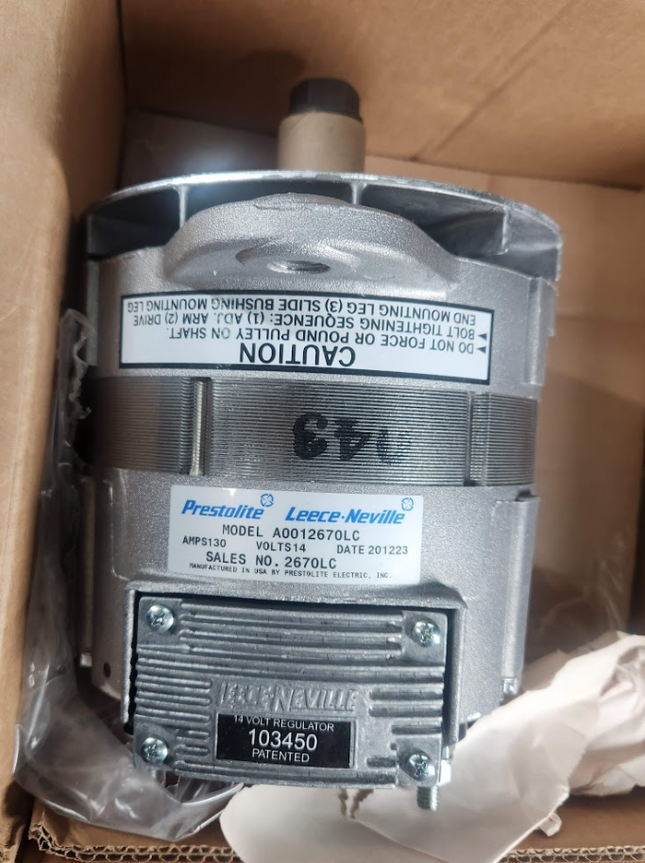 CAUTION
▶ DO NOT FORCE OR POUND PULLEY ON SHAFT.
▶ BOLT TIGHTENING SEQUENCE: (1) ADJ. ARM (2) DRIVE
END MOUNTING LEG (3) SLIDE BUSHING MOUNTING LEG
043
Prestolite Leece-Neville
MODEL A0012670LC
AMPS130 VOLTS14 DATE 201223
SALES NO. 2670LC
MANUFACTURED IN USA BY PRESTOLITE ELECTRIC, INC.
LEECE-NEVILLE
14 VOLT REGULATOR
103450
PATENTED